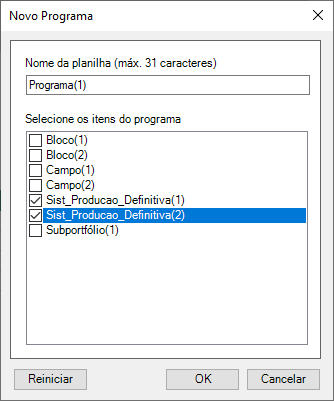 Novo Programa
Nome da planilha (máx. 31 caracteres)
Programa(1)
Selecione os itens do programa
Bloco(1)
Bloco(2)
Campo(1)
Campo(2)
Sist_Producao_Definitiva(1)
Sist_Producao_Definitiva(2)
Subportfólio(1)
Reiniciar
OK
Cancelar